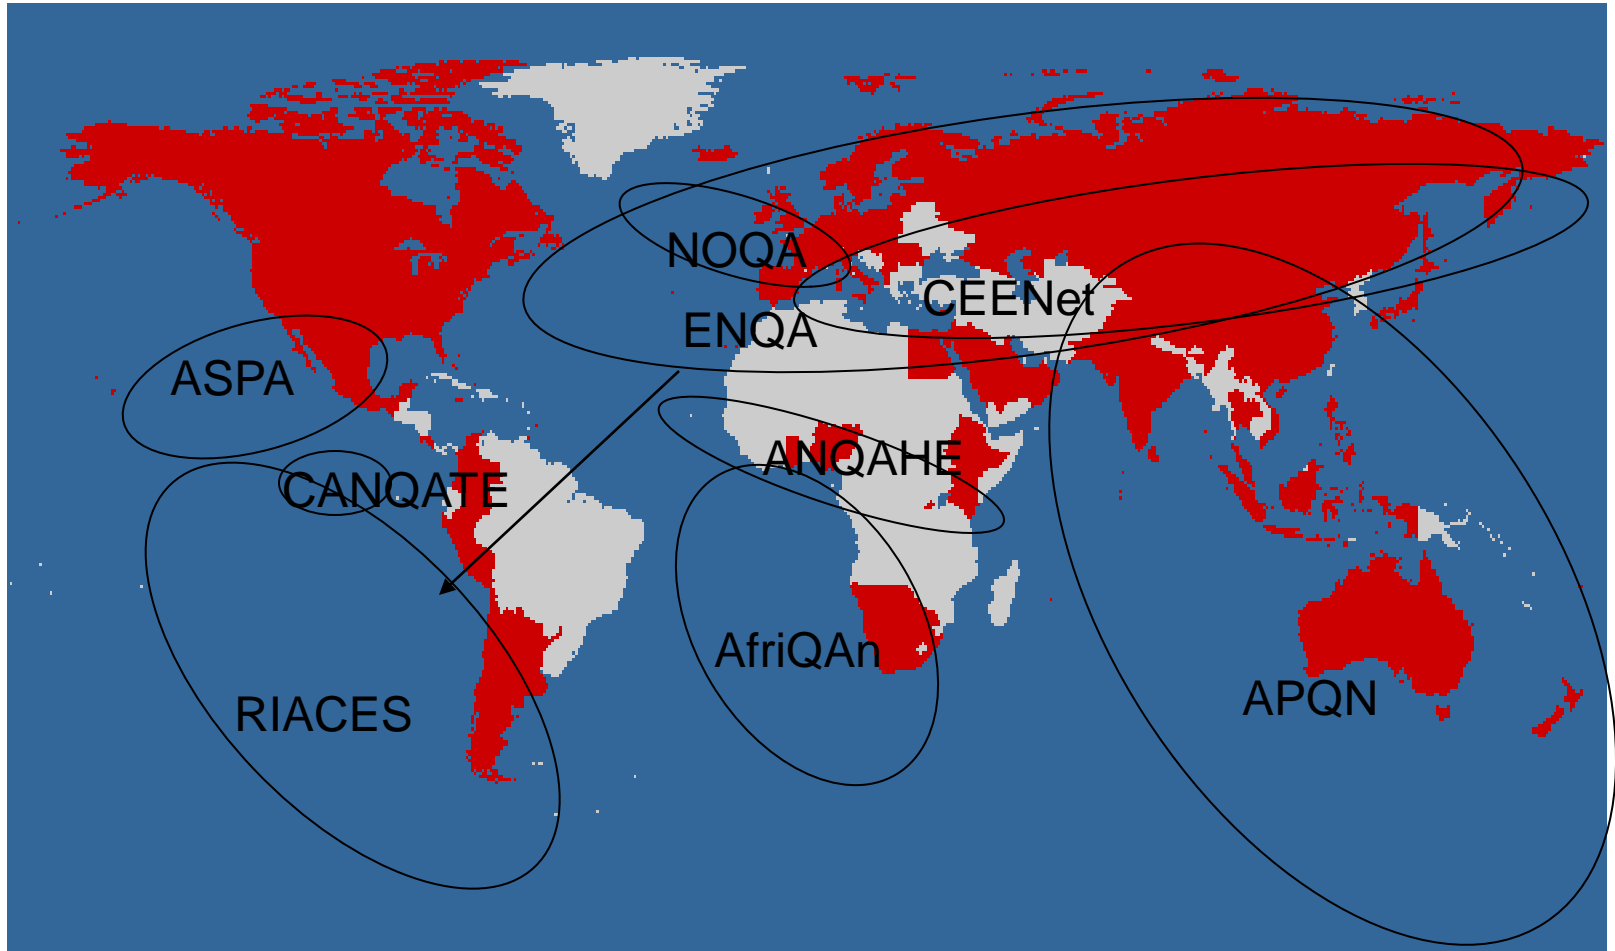 NOQA
CEENet
ENQA
ASPA
ANQAHE
CANQATE
AfriQAn
APQN
RIACES